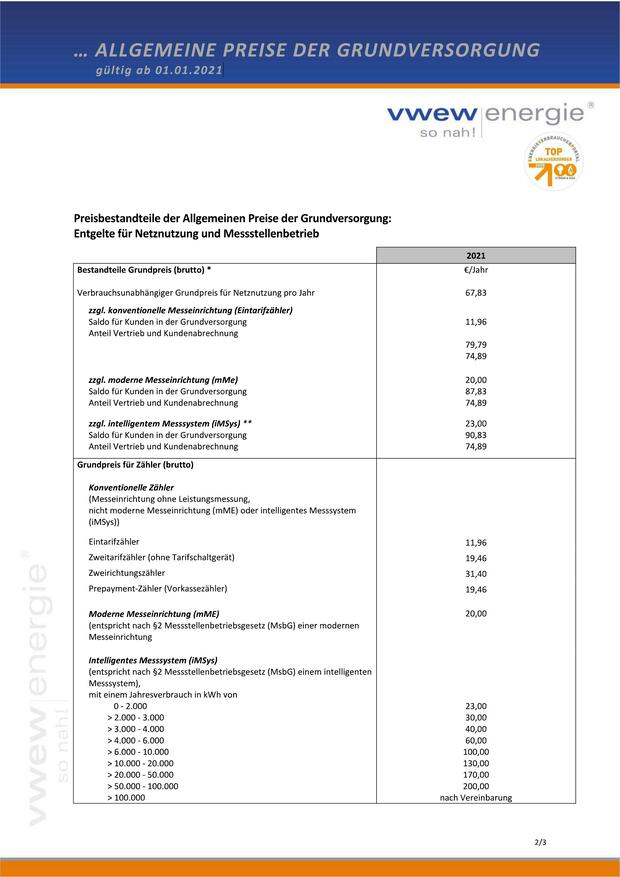 ... ALLGEMEINE PREISE DER GRUNDVERSORGUNG
gültig ab 01.01.2021
vwew energie®
so nah!
ENERGIEVERBRAUCHERPORTAL
TOP
LOKALVERSORGER
Preisbestandteile der Allgemeinen Preise der Grundversorgung:
Entgelte für Netznutzung und Messstellenbetrieb
2021
Bestandteile Grundpreis (brutto) * €/Jahr
Verbrauchsunabhängiger Grundpreis für Netznutzung pro Jahr 67,83
zzgl. konventionelle Messeinrichtung (Eintarifzähler)
Saldo für Kunden in der Grundversorgung 11,96
Anteil Vertrieb und Kundenabrechnung
79,79
74,89
zzgl. moderne Messeinrichtung (mMe) 20,00
Saldo für Kunden in der Grundversorgung 87,83
Anteil Vertrieb und Kundenabrechnung 74,89
zzgl. intelligentem Messsystem (iMSys) ** 23,00
Saldo für Kunden in der Grundversorgung 90,83
Anteil Vertrieb und Kundenabrechnung 74,89
Grundpreis für Zähler (brutto)
Konventionelle Zähler
(Messeinrichtung ohne Leistungsmessung,
nicht moderne Messeinrichtung (mME) oder intelligentes Messsystem
(iMSys))
Eintarifzähler 11,96
Zweitarifzähler (ohne Tarifschaltgerät) 19,46
Zweirichtungszähler 31,40
Prepayment-Zähler (Vorkassezähler) 19,46
Moderne Messeinrichtung (mME) 20,00
(entspricht nach §2 Messstellenbetriebsgesetz (MsbG) einer modernen
Messeinrichtung
Intelligentes Messsystem (iMSys)
(entspricht nach §2 Messstellenbetriebsgesetz (MsbG) einem intelligenten
Messsystem),
mit einem Jahresverbrauch in kWh von
0 - 2.000 23,00
> 2.000 - 3.000 30,00
> 3.000 - 4.000 40,00
> 4.000 - 6.000 60,00
> 6.000 - 10.000 100,00
> 10.000 - 20.000 130,00
> 20.000 - 50.000 170,00
> 50.000 - 100.000 200,00
> 100.000 nach Vereinbarung
vwew energie®
so nah!
2/3